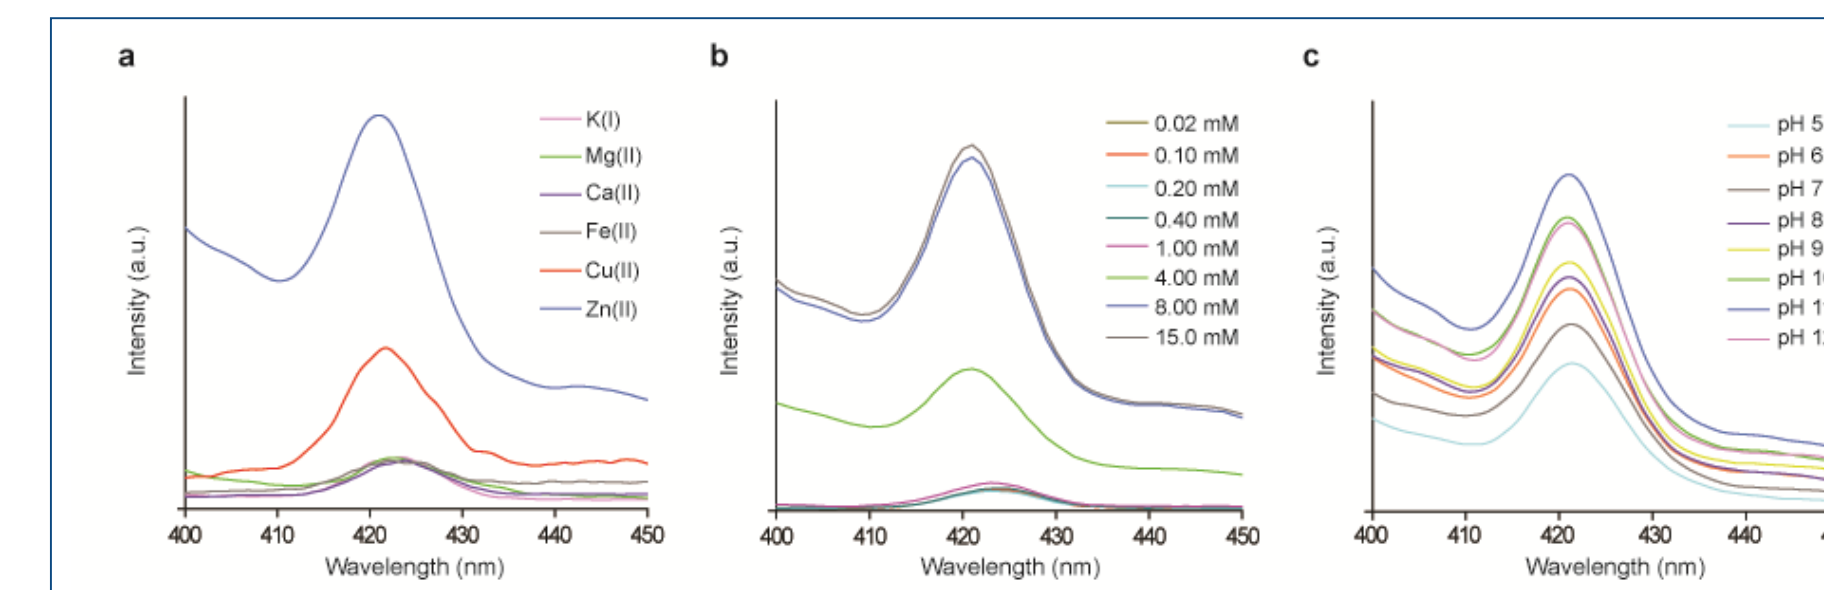 a
K(I)
Mg(II)
Ca(II)
Fe(II)
Cu(II)
Zn(II)
Intensity (a.u.)
400 410 420 430 440 450
Wavelength (nm)
b
0.02 mM
0.10 mM
0.20 mM
0.40 mM
1.00 mM
4.00 mM
8.00 mM
15.0 mM
Intensity (a.u.)
400 410 420 430 440 450
Wavelength (nm)
c
pH 5
pH 6
pH 7
pH 8
pH 9
pH
pH
pH
Intensity (a.u.)
400 410 420 430 440
Wavelength (nm)